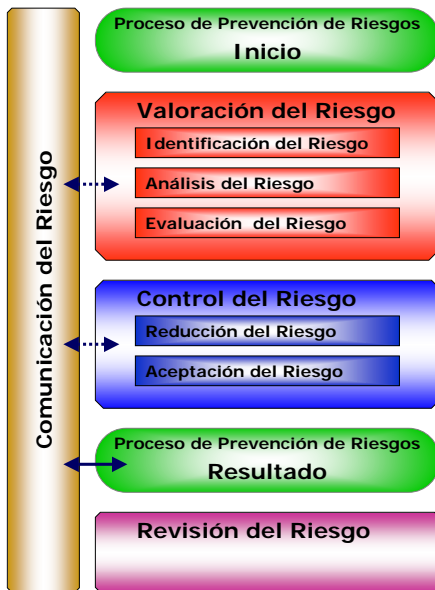 Proceso de Prevención de Riesgos
Inicio
Valoración del Riesgo
Identificación del Riesgo
Análisis del Riesgo
Evaluación del Riesgo
Control del Riesgo
Reducción del Riesgo
Aceptación del Riesgo
Proceso de Prevención de Riesgos
Resultado
Revisión del Riesgo
Comunicación del Riesgo